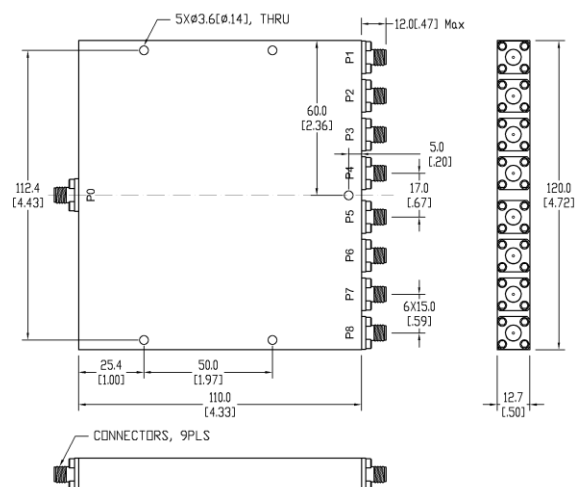 5XØ3.6[Ø.14], THRU
12.0[.47] Max
P1
P2
P3
P4
P5
P6
P7
P8
P0
60.0
[2.36]
5.0
[.20]
17.0
[.67]
112.4
[4.43]
120.0
[4.72]
6X15.0
[.59]
25.4
[1.00]
50.0
[1.97]
110.0
[4.33]
12.7
[.50]
CONNECTORS, 9PLS